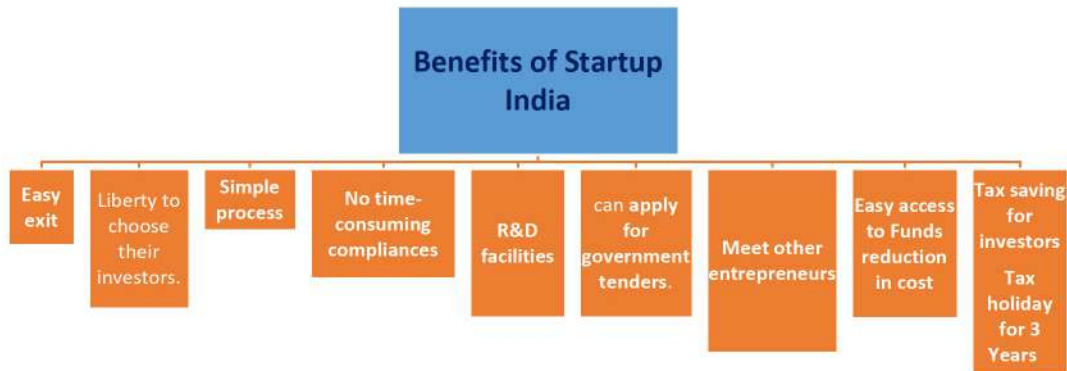 Benefits of Startup
India
Easy
exit
Liberty to
choose
their
investors.
Simple
process
No time-
consuming
compliances
R&D
facilities
can apply
for
government
tenders.
Meet other
entrepreneurs
Easy access
to Funds
reduction
in cost
Tax saving
for
investors
Tax
holiday
for 3
Years